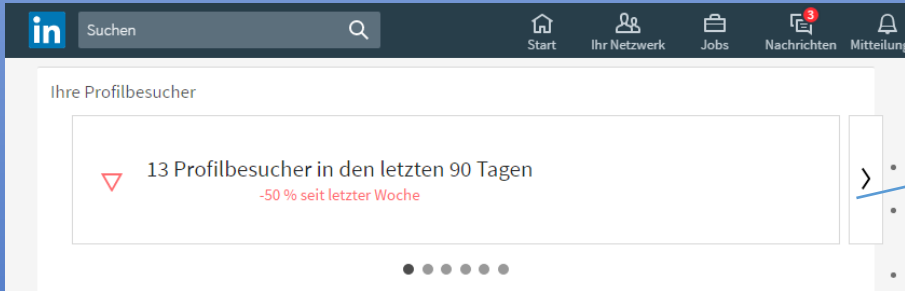 in Suchen
Start Ihr Netzwerk Jobs 3 Nachrichten Mitteilung
Ihre Profilbesucher
13 Profilbesucher in den letzten 90 Tagen
-50 % seit letzter Woche